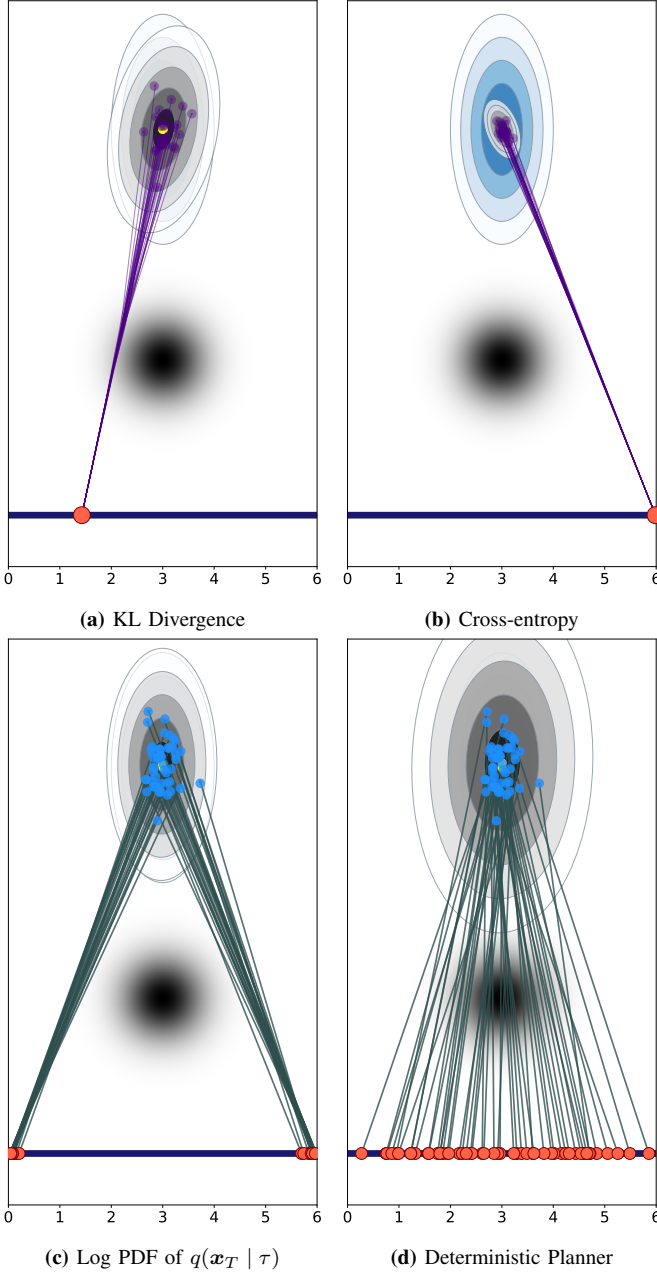 0 1 2 3 4 5 6 0 1 2 3 4 5 6
(a) KL Divergence (b) Cross-entropy
0 1 2 3 4 5 6 0 1 2 3 4 5 6
(c) Log PDF of q(𝒙_T | τ) (d) Deterministic Planner